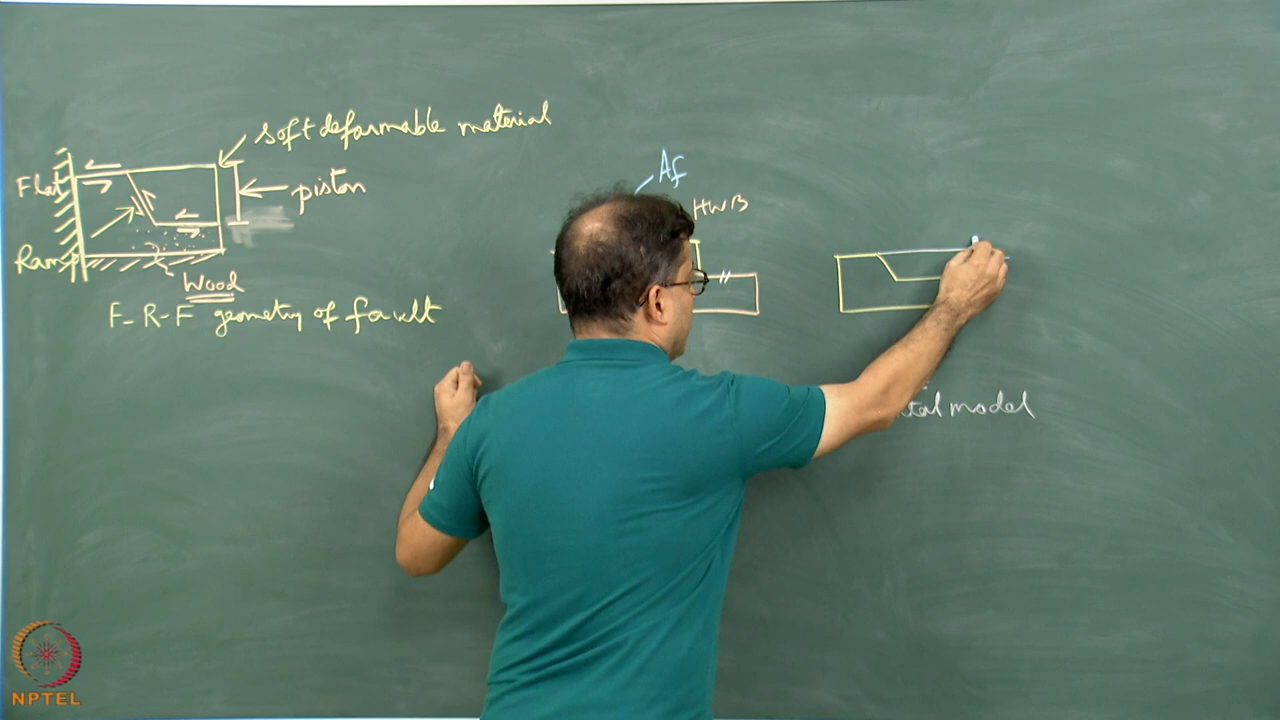 soft deformable material
Flat
piston
Ramp
Wood
F-R-F geometry of fault
Af
HWB
tal model
NPTEL